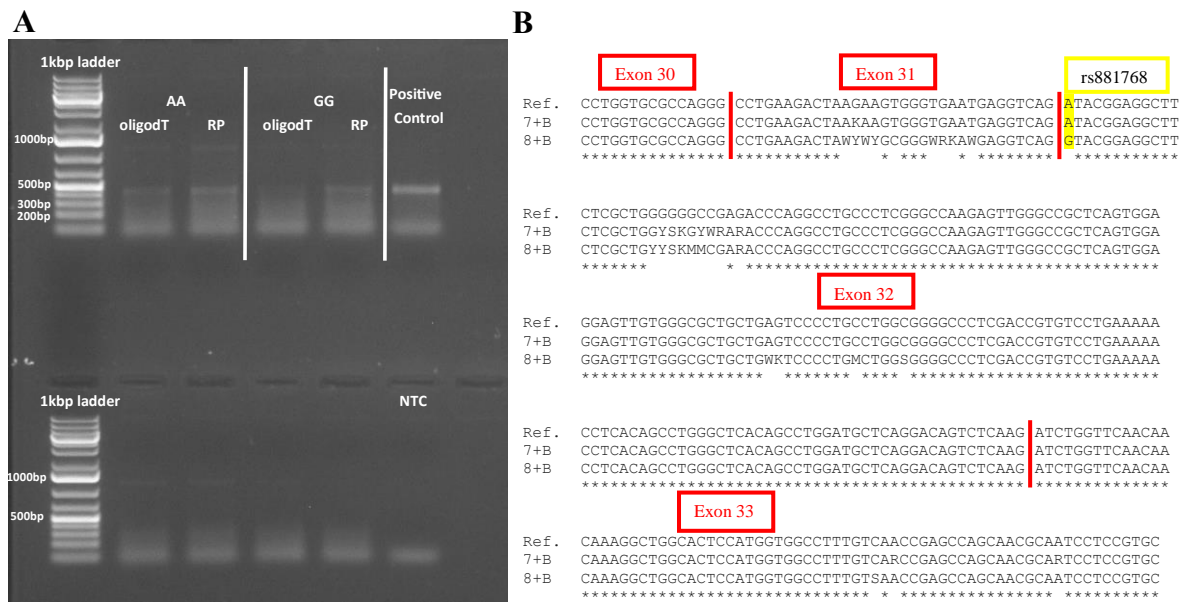 A
1kbp ladder
AA
GG
Positive Control
oligodT RP oligodT RP
1000bp
500bp
300bp
200bp
1kbp ladder
NTC
1000bp
500bp
B
Exon 30 Exon 31 rs881768
Ref. CCTGGTGCGCCAGGG CCTGAAGACTAAGAAGTGGGTGAATGAGGTCAG ATACGGAGGCTT
7+B CCTGGTGCGCCAGGG CCTGAAGACTAAKAAGTGGGTGAATGAGGTCAG ATACGGAGGCTT
8+B CCTGGTGCGCCAGGG CCTGAAGACTAWYWYGCGGGWRKAWGAGGTCAG GTACGGAGGCTT
*************** ***********    * ***   * ******** ***********
Ref. CTCGCTGGGGGGCCGAGACCCAGGCCTGCCCTCGGGCCAAGAGTTGGGCCGCTCAGTGGA
7+B CTCGCTGGYSKGYWRARACCCAGGCCTGCCCTCGGGCCAAGAGTTGGGCCGCTCAGTGGA
8+B CTCGCTGYYSKMMCGARACCCAGGCCTGCCCTCGGGCCAAGAGTTGGGCCGCTCAGTGGA
*******        * *******************************************
Exon 32
Ref. GGAGTTGTGGGCGCTGCTGAGTCCCCTGCCTGGCGGGGCCCTCGACCGTGTCCTGAAAAA
7+B GGAGTTGTGGGCGCTGCTGAGTCCCCTGCCTGGCGGGGCCCTCGACCGTGTCCTGAAAAA
8+B GGAGTTGTGGGCGCTGCTGWKTCCCCTGMCTGGSGGGGCCCTCGACCGTGTCCTGAAAAA
*******************  ******* **** **************************
Ref. CCTCACAGCCTGGGCTCACAGCCTGGATGCTCAGGACAGTCTCAAG ATCTGGTTCAACAA
7+B CCTCACAGCCTGGGCTCACAGCCTGGATGCTCAGGACAGTCTCAAG ATCTGGTTCAACAA
8+B CCTCACAGCCTGGGCTCACAGCCTGGATGCTCAGGACAGTCTCAAG ATCTGGTTCAACAA
********************************************** **************
Exon 33
Ref. CAAAGGCTGGCACTCCATGGTGGCCTTTGTCAACCGAGCCAGCAACGCAATCCTCCGTGC
7+B CAAAGGCTGGCACTCCATGGTGGCCTTTGTCAACCGAGCCAGCAACGCARTCCTCCGTGC
8+B CAAAGGCTGGCACTCCATGGTGGCCTTTGTSAACCGAGCCAGCAACGCAATCCTCCGTGC
****************************** ****************** **********